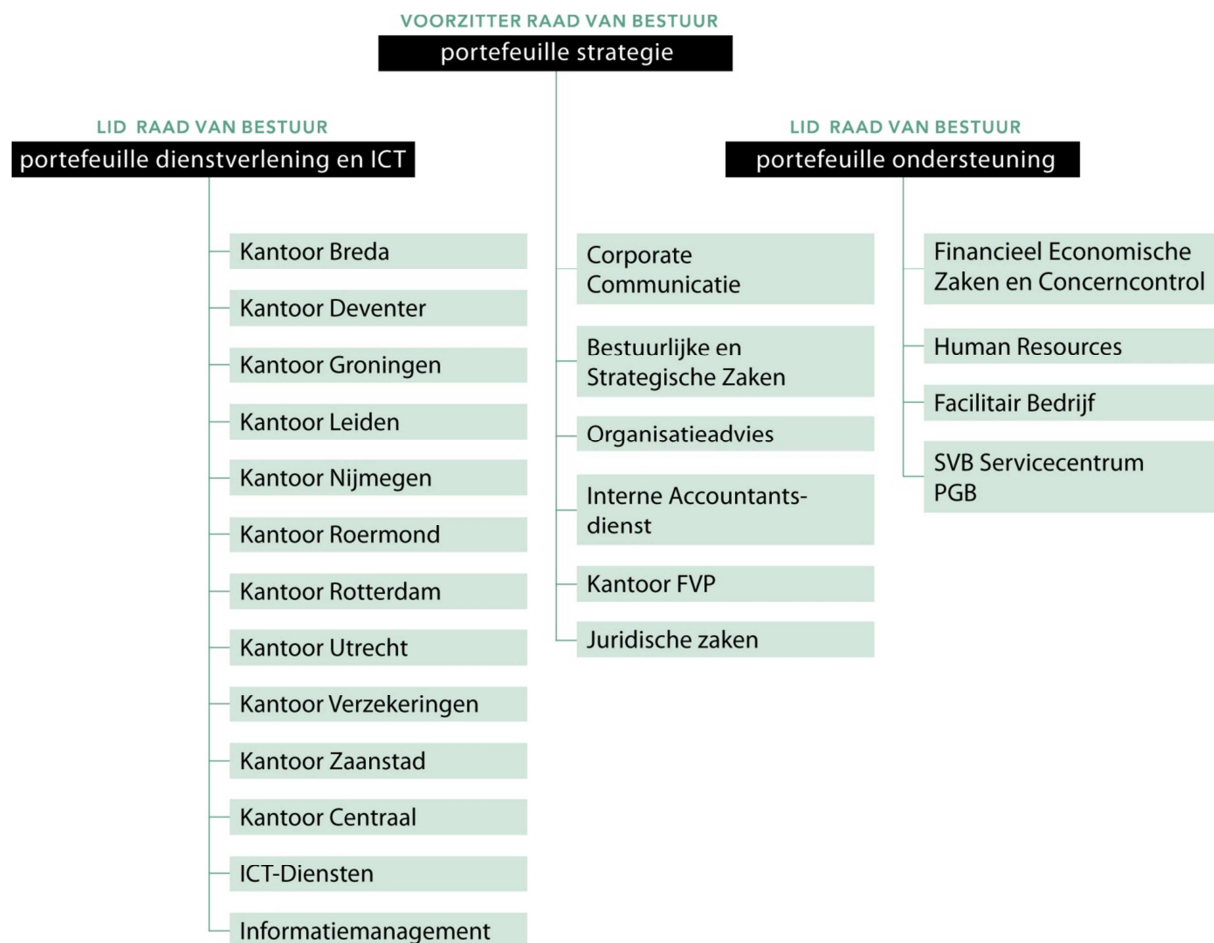 VOORZITTER RAAD VAN BESTUUR
portefeuille strategie
LID RAAD VAN BESTUUR
portefeuille dienstverlening en ICT
Kantoor Breda
Kantoor Deventer
Kantoor Groningen
Kantoor Leiden
Kantoor Nijmegen
Kantoor Roermond
Kantoor Rotterdam
Kantoor Utrecht
Kantoor Verzekeringen
Kantoor Zaanstad
Kantoor Centraal
ICT-Diensten
Informatiemanagement
Corporate
Communicatie
Bestuurlijke en
Strategische Zaken
Organisatieadvies
Interne Accountants-
dienst
Kantoor FVP
Juridische zaken
LID RAAD VAN BESTUUR
portefeuille ondersteuning
Financieel Economische
Zaken en Concerncontrol
Human Resources
Facilitair Bedrijf
SVB Servicecentrum
PGB